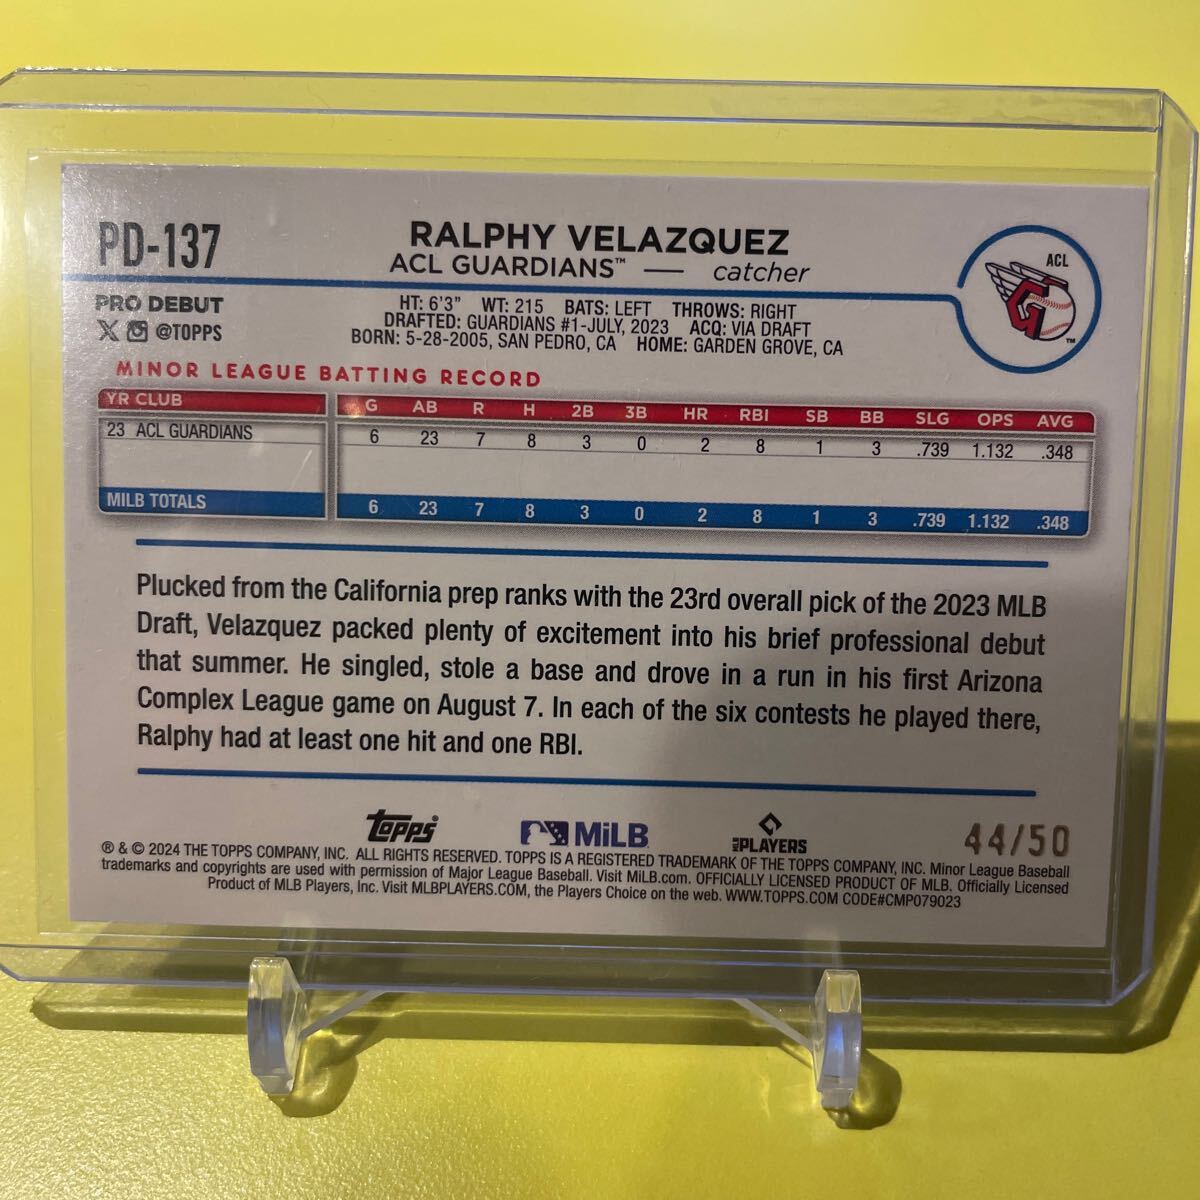 PD-137
RALPHY VELAZQUEZ
ACL GUARDIANS™ — catcher
ACL
PRO DEBUT
@TOPPS
HT: 6'3" WT: 215 BATS: LEFT THROWS: RIGHT
DRAFTED: GUARDIANS #1-JULY, 2023 ACQ: VIA DRAFT
BORN: 5-28-2005, SAN PEDRO, CA HOME: GARDEN GROVE, CA
MINOR LEAGUE BATTING RECORD
YR CLUB G AB R H 2B 3B HR RBI SB BB SLG OPS AVG
23 ACL GUARDIANS 6 23 7 8 3 0 2 8 1 3 .739 1.132 .348
MILB TOTALS 6 23 7 8 3 0 2 8 1 3 .739 1.132 .348
Plucked from the California prep ranks with the 23rd overall pick of the 2023 MLB
Draft, Velazquez packed plenty of excitement into his brief professional debut
that summer. He singled, stole a base and drove in a run in his first Arizona
Complex League game on August 7. In each of the six contests he played there,
Ralphy had at least one hit and one RBI.
Topps MiLB MLB PLAYERS 44/50
® & © 2024 THE TOPPS COMPANY, INC. ALL RIGHTS RESERVED. TOPPS IS A REGISTERED TRADEMARK OF THE TOPPS COMPANY, INC. Minor League Baseball
trademarks and copyrights are used with permission of Major League Baseball. Visit MiLB.com. OFFICIALLY LICENSED PRODUCT OF MLB. Officially Licensed
Product of MLB Players, Inc. Visit MLBPLAYERS.COM, the Players Choice on the web. WWW.TOPPS.COM CODE#CMP079023